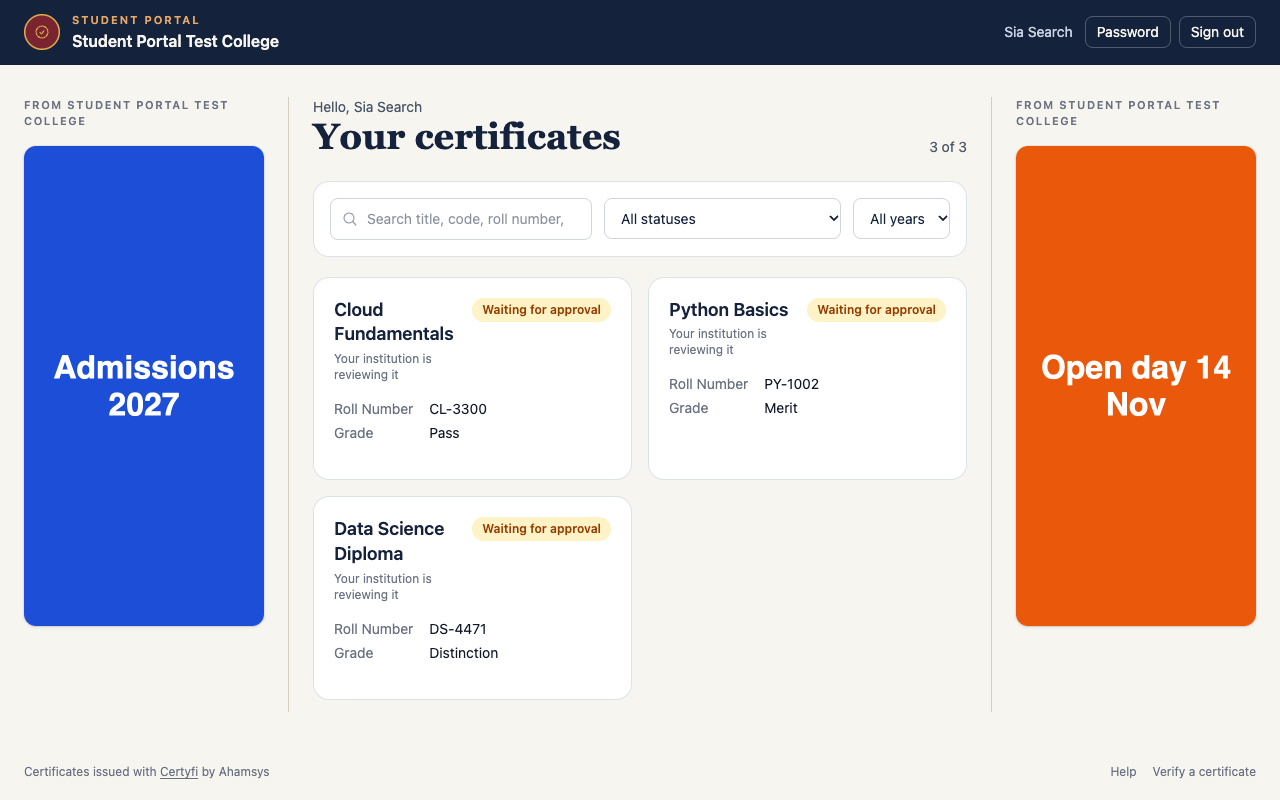 STUDENT PORTAL
Student Portal Test College
Sia Search
Password
Sign out
FROM STUDENT PORTAL TEST
COLLEGE
Admissions
2027
Hello, Sia Search
Your certificates
3 of 3
Search title, code, roll number,
All statuses
All years
Cloud
Fundamentals
Waiting for approval
Your institution is
reviewing it
Roll Number CL-3300
Grade Pass
Python Basics
Waiting for approval
Your institution is
reviewing it
Roll Number PY-1002
Grade Merit
Data Science
Diploma
Waiting for approval
Your institution is
reviewing it
Roll Number DS-4471
Grade Distinction
FROM STUDENT PORTAL TEST
COLLEGE
Open day 14
Nov
Certificates issued with Certyfi by Ahamsys
Help
Verify a certificate